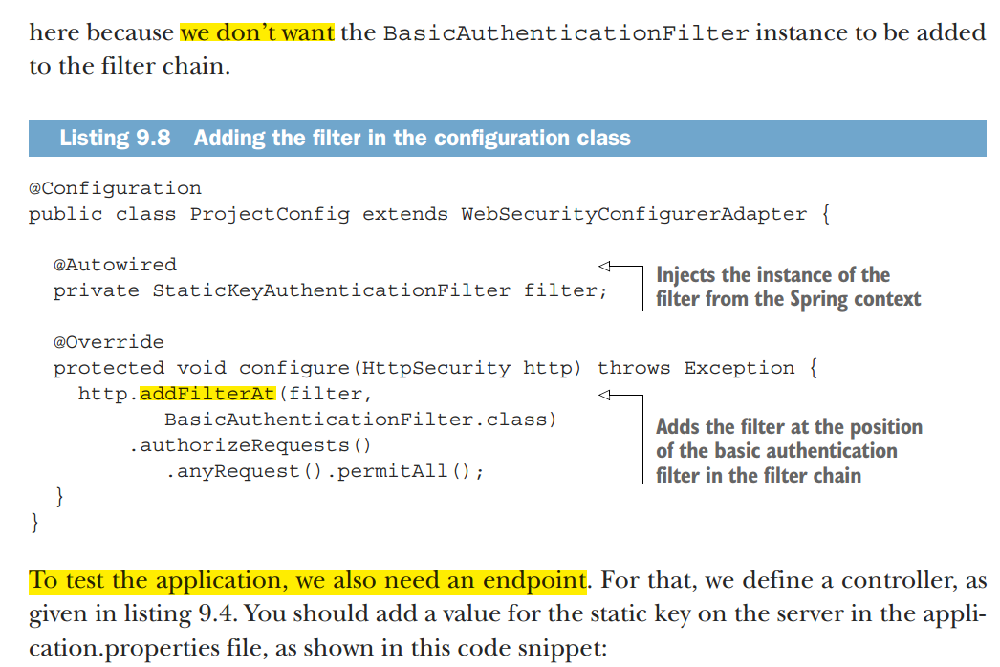 here because we don't want the BasicAuthenticationFilter instance to be added
to the filter chain.
Listing 9.8 Adding the filter in the configuration class
@Configuration
public class ProjectConfig extends WebSecurityConfigurerAdapter {
@Autowired
private StaticKeyAuthenticationFilter filter;
Injects the instance of the
filter from the Spring context
@Override
protected void configure(HttpSecurity http) throws Exception {
http.addFilterAt(filter,
BasicAuthenticationFilter.class)
.authorizeRequests()
.anyRequest().permitAll();
Adds the filter at the position
of the basic authentication
filter in the filter chain
}
}
To test the application, we also need an endpoint. For that, we define a controller, as
given in listing 9.4. You should add a value for the static key on the server in the appli-
cation.properties file, as shown in this code snippet: